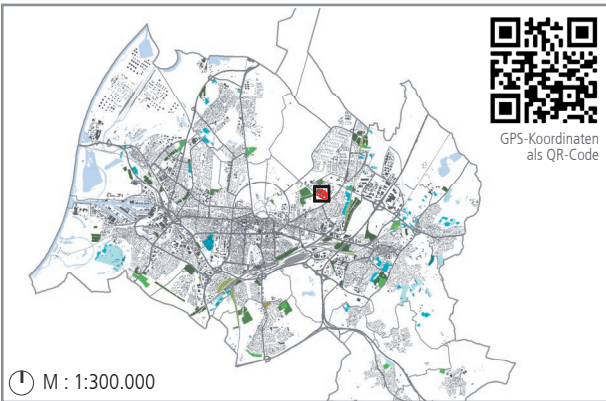 GPS-Koordinaten
als QR-Code
M : 1:300.000